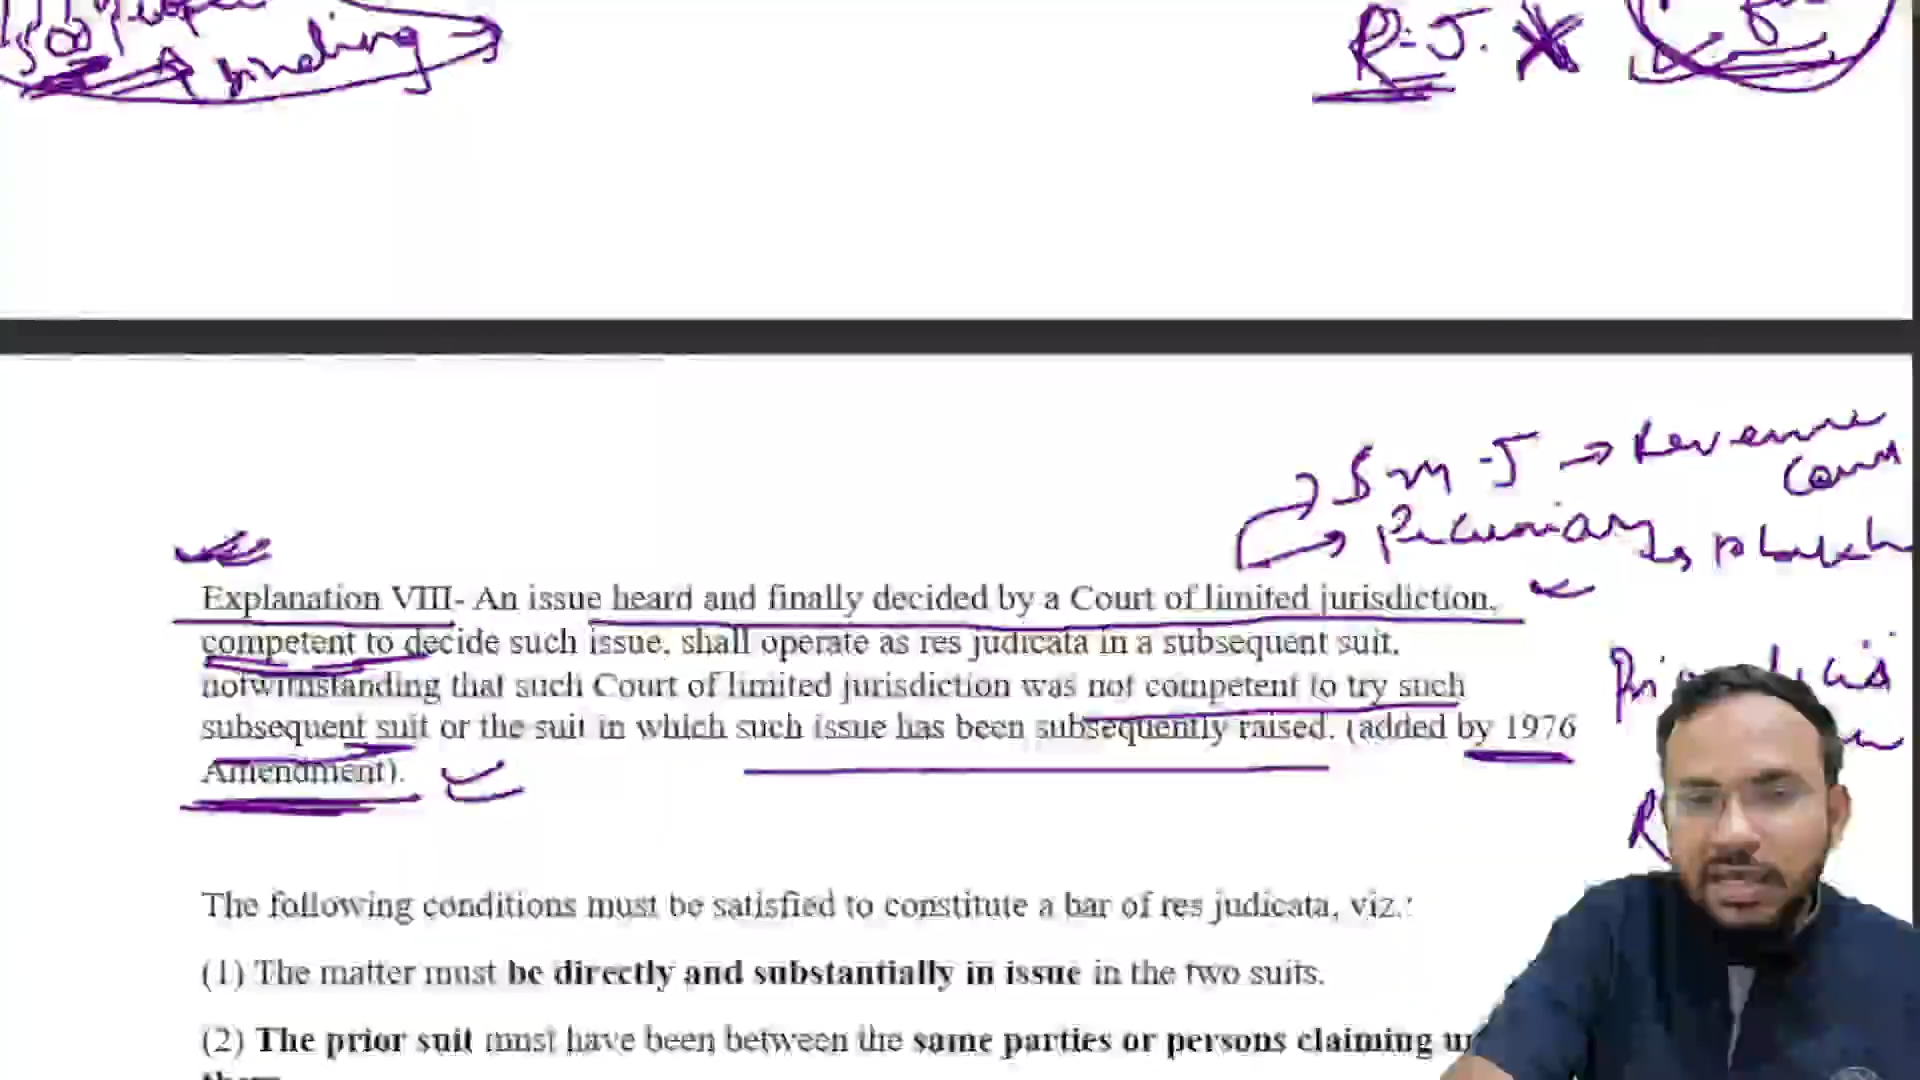 binding
R-J.
S m -J → Revenue
Court
Pecuniary
Explanation VIII- An issue heard and finally decided by a Court of limited jurisdiction,
competent to decide such issue, shall operate as res judicata in a subsequent suit,
notwithstanding that such Court of limited jurisdiction was not competent to try such
subsequent suit or the suit in which such issue has been subsequently raised. (added by 1976
Amendment).
R
The following conditions must be satisfied to constitute a bar of res judicata, viz.:
(1) The matter must be directly and substantially in issue in the two suits.
(2) The prior suit must have been between the same parties or persons claiming